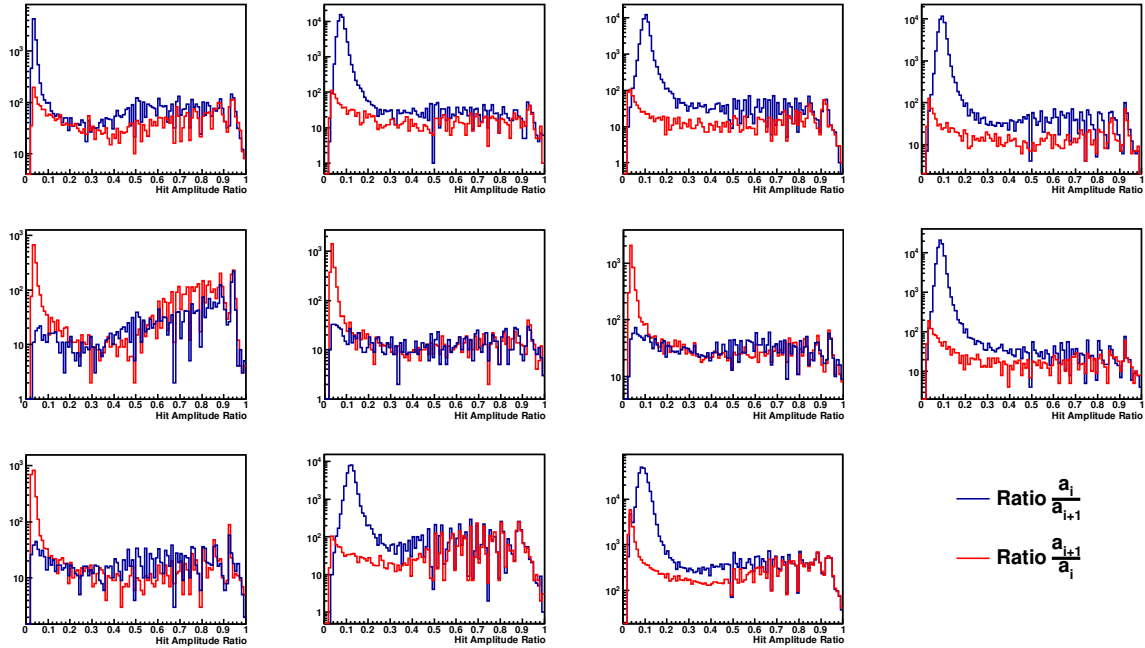 10³ 10⁴ 10⁴ 10⁴
10³ 10³ 10³
10² 10² 10² 10²
10 10 10 10
1 1
0 0.1 0.2 0.3 0.4 0.5 0.6 0.7 0.8 0.9 1 0 0.1 0.2 0.3 0.4 0.5 0.6 0.7 0.8 0.9 1 0 0.1 0.2 0.3 0.4 0.5 0.6 0.7 0.8 0.9 1 0 0.1 0.2 0.3 0.4 0.5 0.6 0.7 0.8 0.9 1
Hit Amplitude Ratio Hit Amplitude Ratio Hit Amplitude Ratio Hit Amplitude Ratio
10³ 10³ 10³ 10⁴
10³
10² 10² 10² 10²
10 10 10 10
1 1
0 0.1 0.2 0.3 0.4 0.5 0.6 0.7 0.8 0.9 1 0 0.1 0.2 0.3 0.4 0.5 0.6 0.7 0.8 0.9 1 0 0.1 0.2 0.3 0.4 0.5 0.6 0.7 0.8 0.9 1 0 0.1 0.2 0.3 0.4 0.5 0.6 0.7 0.8 0.9 1
Hit Amplitude Ratio Hit Amplitude Ratio Hit Amplitude Ratio Hit Amplitude Ratio
10³ 10⁴ 10⁴
10³ 10³
10² 10² 10²
10 10
1
0 0.1 0.2 0.3 0.4 0.5 0.6 0.7 0.8 0.9 1 0 0.1 0.2 0.3 0.4 0.5 0.6 0.7 0.8 0.9 1 0 0.1 0.2 0.3 0.4 0.5 0.6 0.7 0.8 0.9 1
Hit Amplitude Ratio Hit Amplitude Ratio Hit Amplitude Ratio
Ratio aᵢ/aᵢ₊₁
Ratio aᵢ₊₁/aᵢ